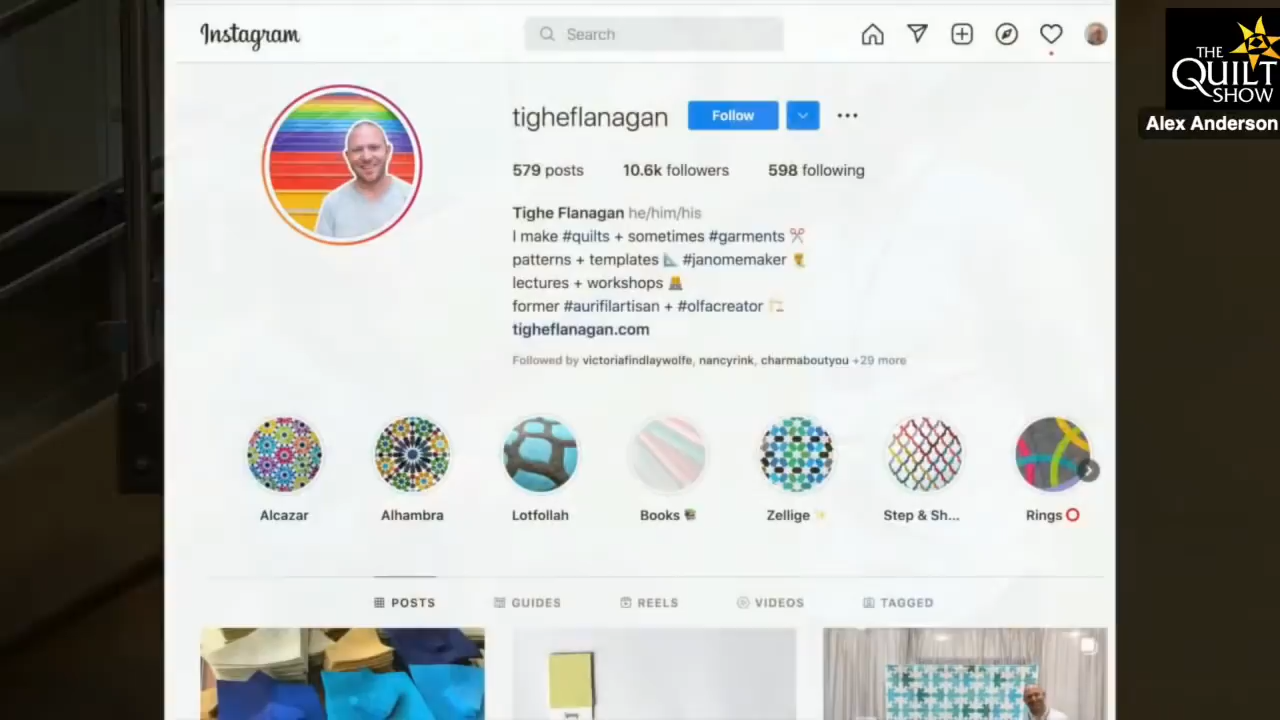 Instagram
Search
THE
QUILT
SHOW
Alex Anderson
tigheflanagan
Follow
579 posts 10.6k followers 598 following
Tighe Flanagan he/him/his
I make #quilts + sometimes #garments
patterns + templates #janomemaker
lectures + workshops
former #aurifilartisan + #olfacreator
tigheflanagan.com
Followed by victoriafindlaywolfe, nancyrink, charmaboutyou +29 more
Alcazar Alhambra Lotfollah Books Zellige Step & Sh... Rings
POSTS GUIDES REELS VIDEOS TAGGED